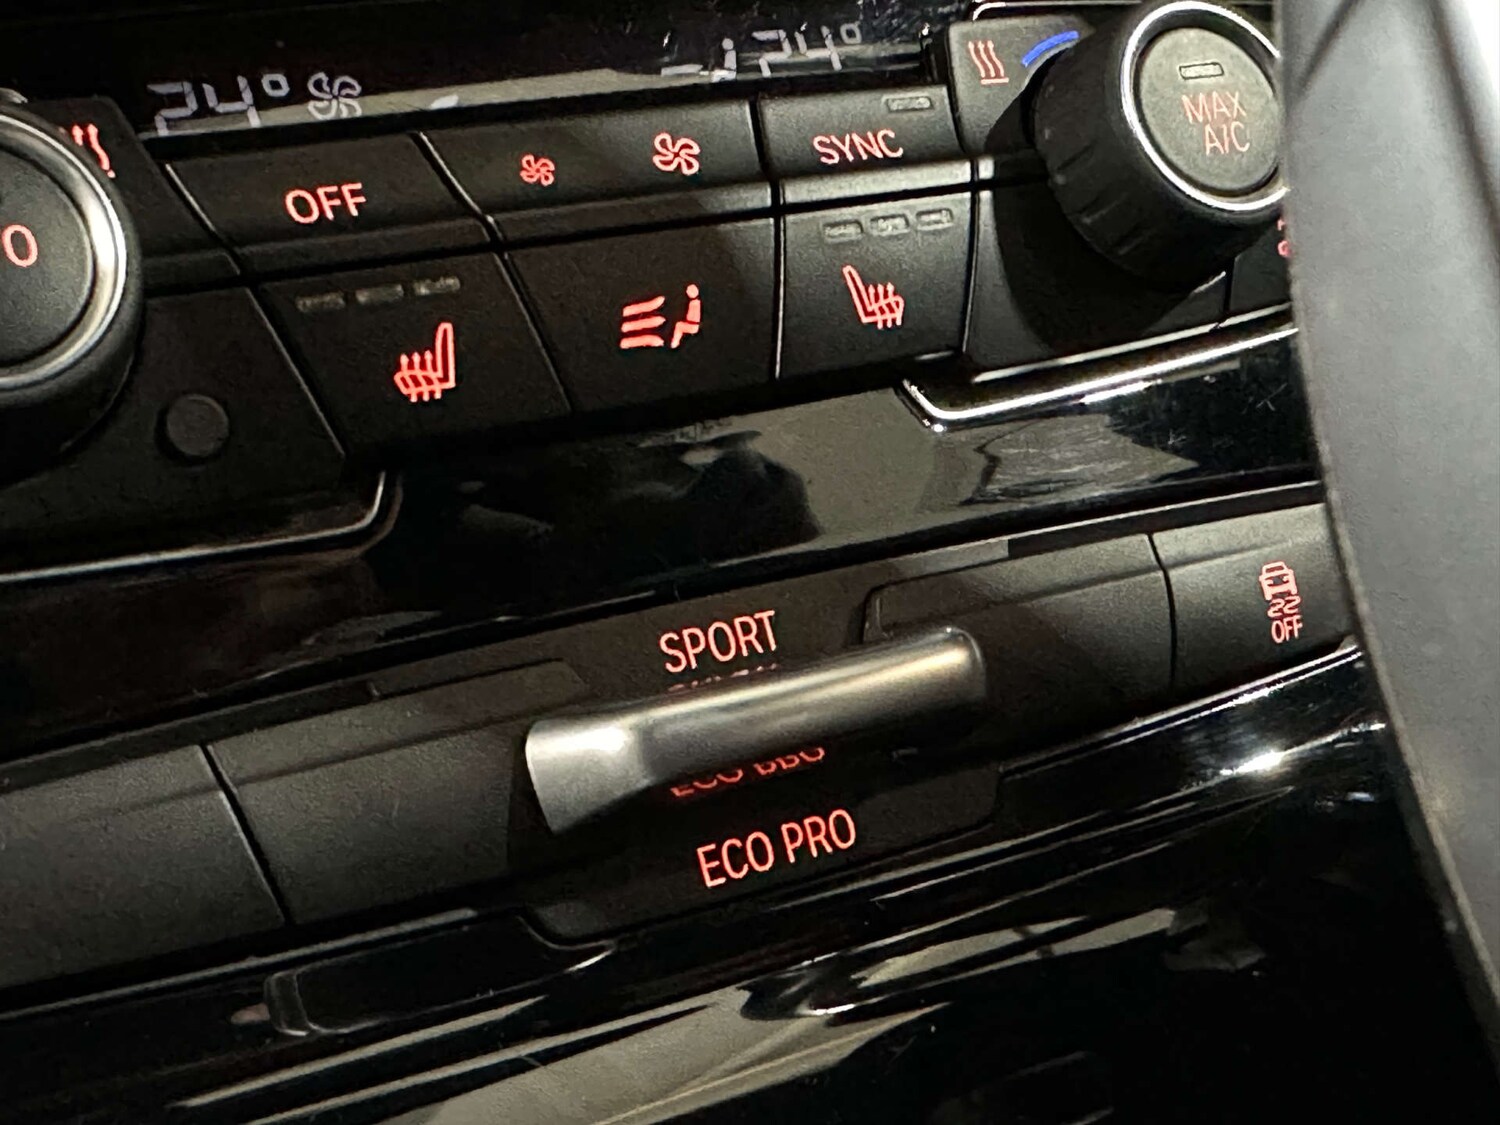 24°
24°
MAX
A/C
SYNC
OFF
SPORT
OFF
ECO PRO